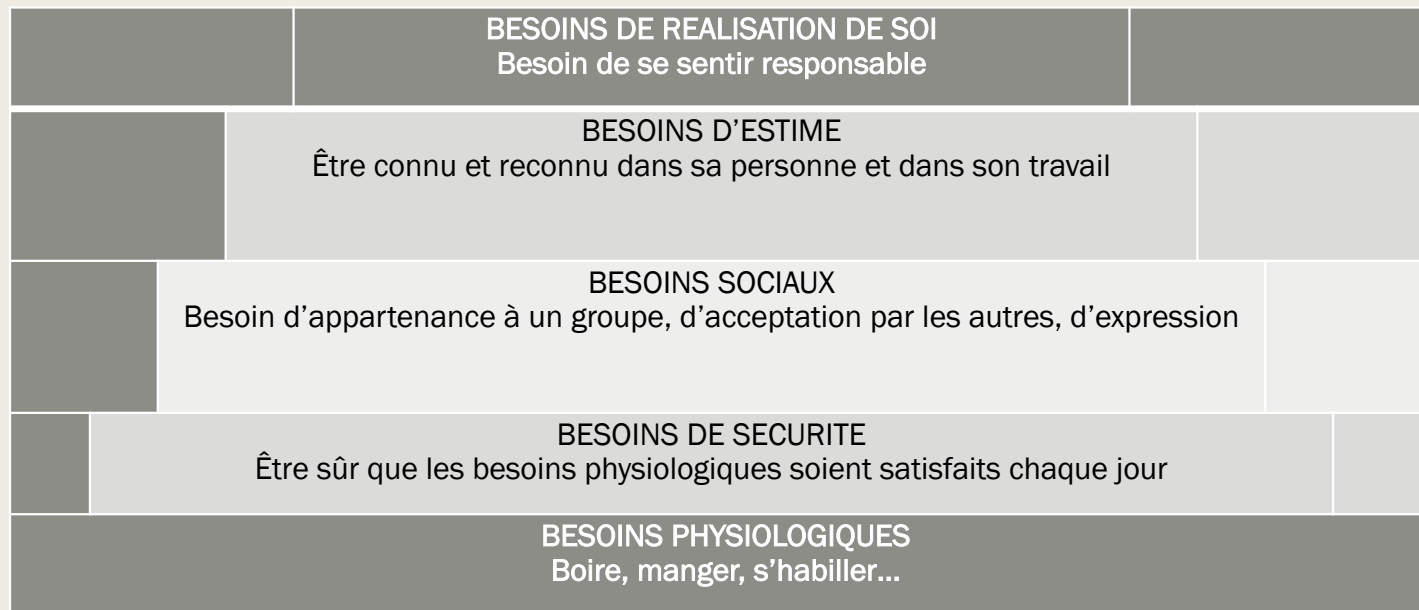 BESOINS DE REALISATION DE SOI
Besoin de se sentir responsable
BESOINS D’ESTIME
Être connu et reconnu dans sa personne et dans son travail
BESOINS SOCIAUX
Besoin d’appartenance à un groupe, d’acceptation par les autres, d’expression
BESOINS DE SECURITE
Être sûr que les besoins physiologiques soient satisfaits chaque jour
BESOINS PHYSIOLOGIQUES
Boire, manger, s’habiller…